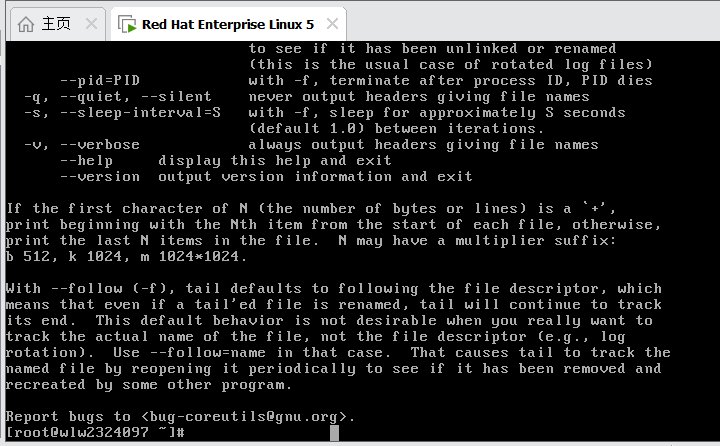 主页
Red Hat Enterprise Linux 5
to see if it has been unlinked or renamed
(this is the usual case of rotated log files)
--pid=PID with -f, terminate after process ID, PID dies
-q, --quiet, --silent never output headers giving file names
-s, --sleep-interval=S with -f, sleep for approximately S seconds
(default 1.0) between iterations.
-v, --verbose always output headers giving file names
--help display this help and exit
--version output version information and exit
If the first character of N (the number of bytes or lines) is a `+',
print beginning with the Nth item from the start of each file, otherwise,
print the last N items in the file. N may have a multiplier suffix:
b 512, k 1024, m 1024*1024.
With --follow (-f), tail defaults to following the file descriptor, which
means that even if a tail'ed file is renamed, tail will continue to track
its end. This default behavior is not desirable when you really want to
track the actual name of the file, not the file descriptor (e.g., log
rotation). Use --follow=name in that case. That causes tail to track the
named file by reopening it periodically to see if it has been removed and
recreated by some other program.
Report bugs to <bug-coreutils@gnu.org>.
[root@wlw2324097 ~]#